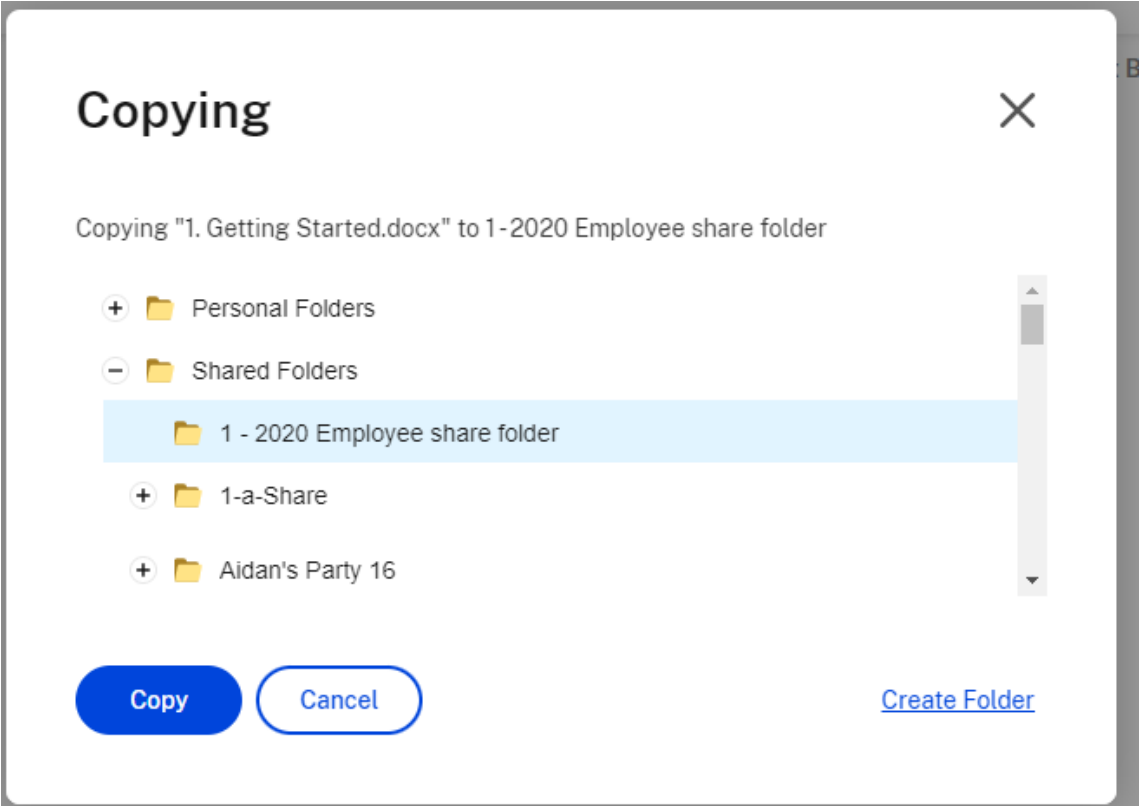 Copying
Copying "1. Getting Started.docx" to 1-2020 Employee share folder
Personal Folders
Shared Folders
1 - 2020 Employee share folder
1-a-Share
Aidan's Party 16
Copy
Cancel
Create Folder